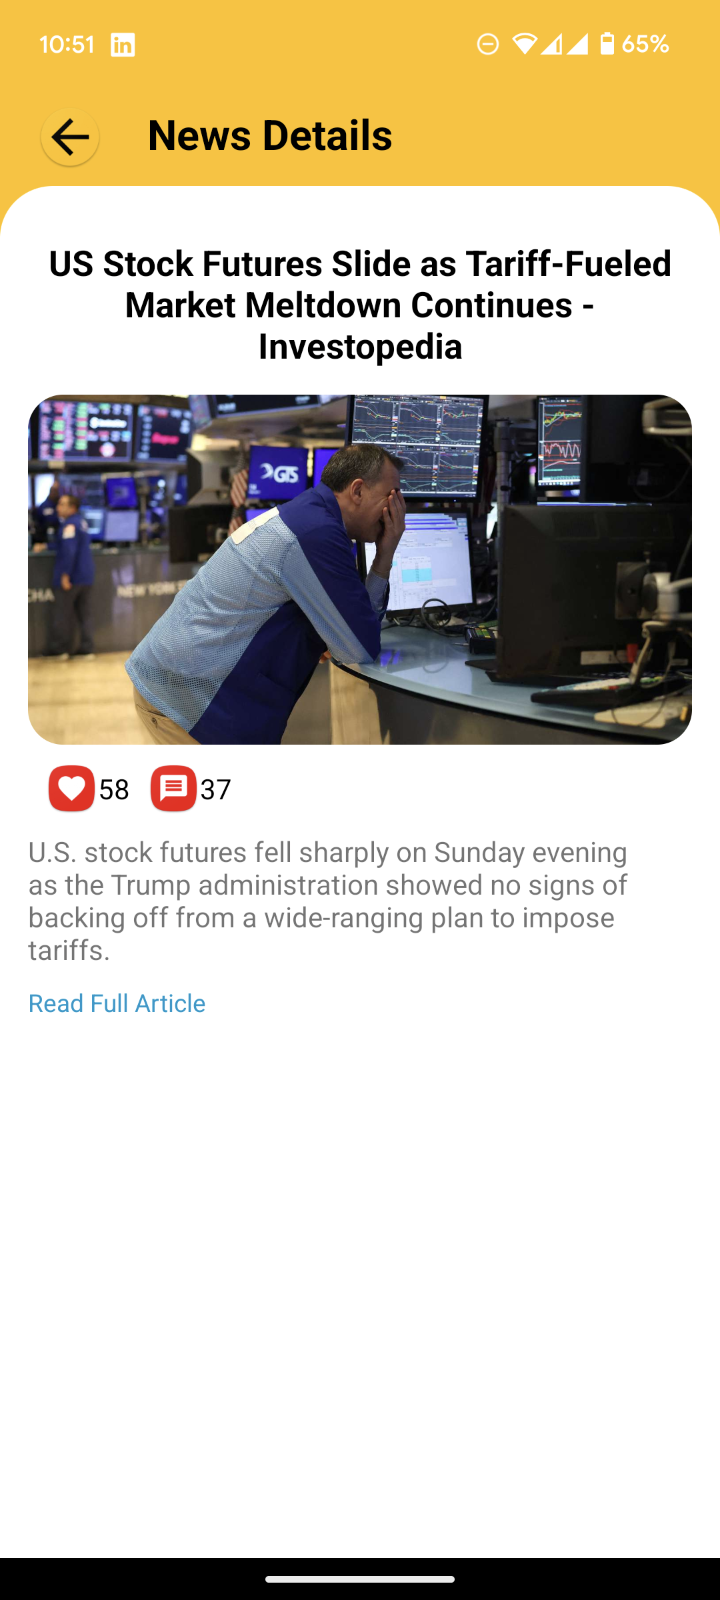 10:51
65%
News Details
US Stock Futures Slide as Tariff-Fueled
Market Meltdown Continues -
Investopedia
GTS
NEW YORK
58 37
U.S. stock futures fell sharply on Sunday evening
as the Trump administration showed no signs of
backing off from a wide-ranging plan to impose
tariffs.
Read Full Article